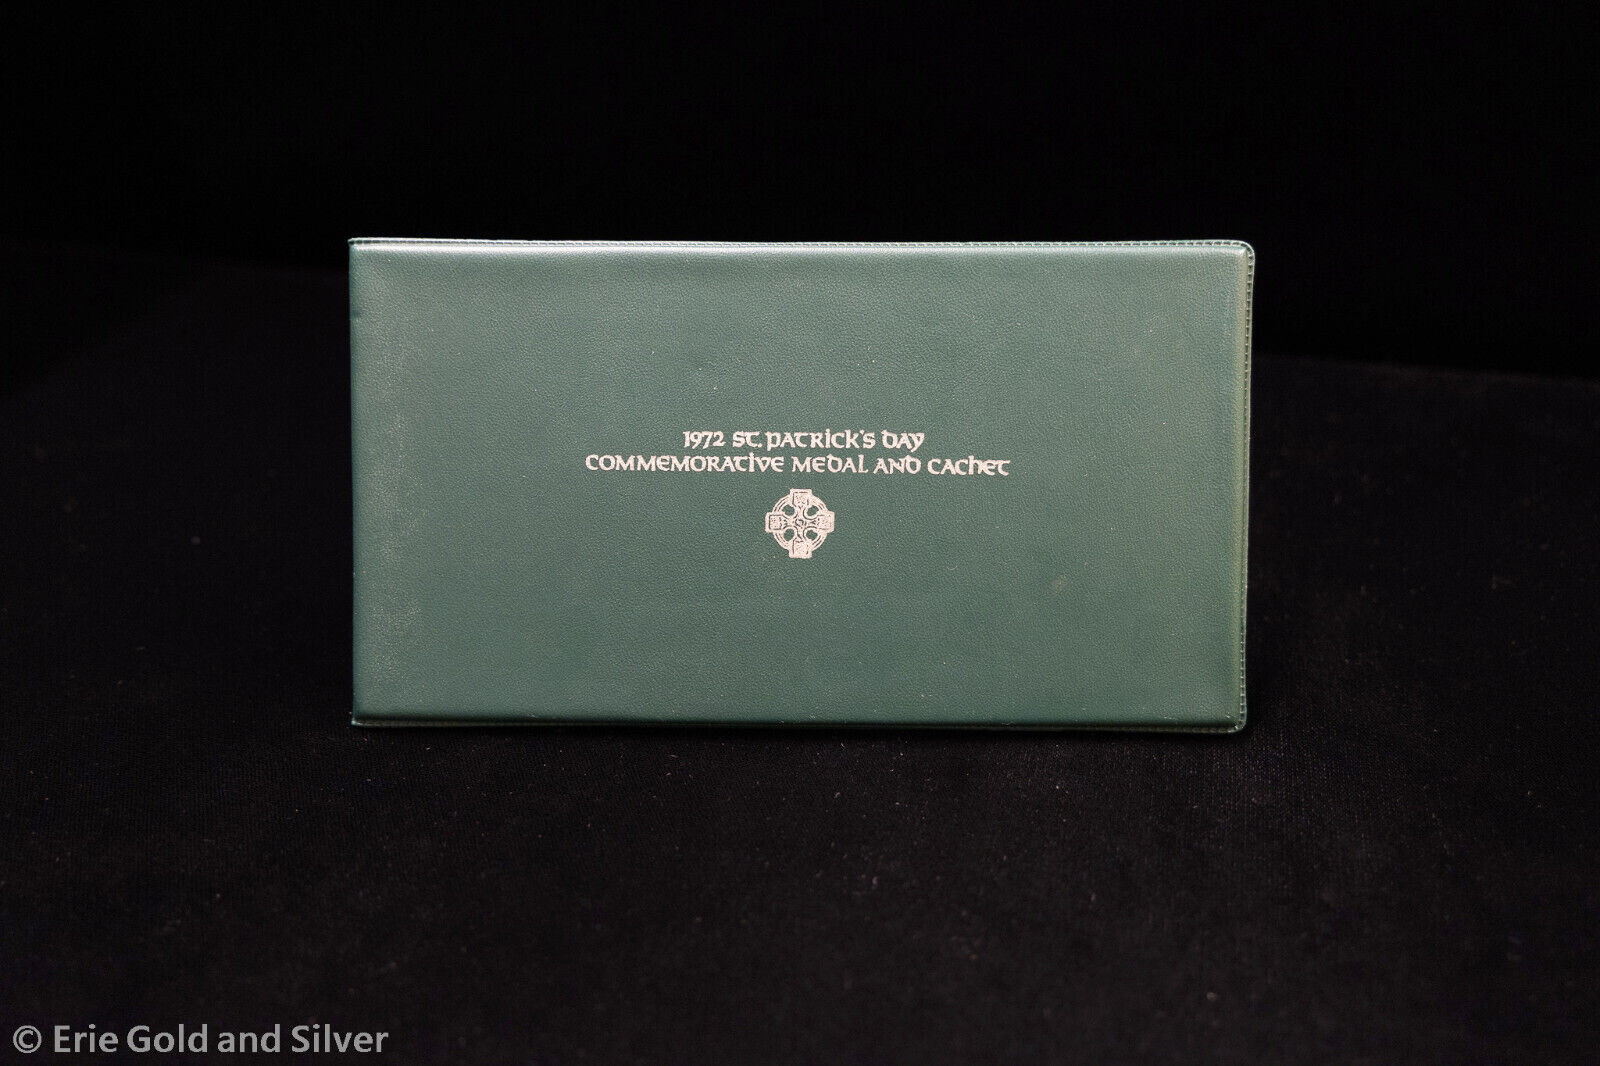 1972 St. Patrick's Day
Commemorative Medal and Cachet
© Erie Gold and Silver